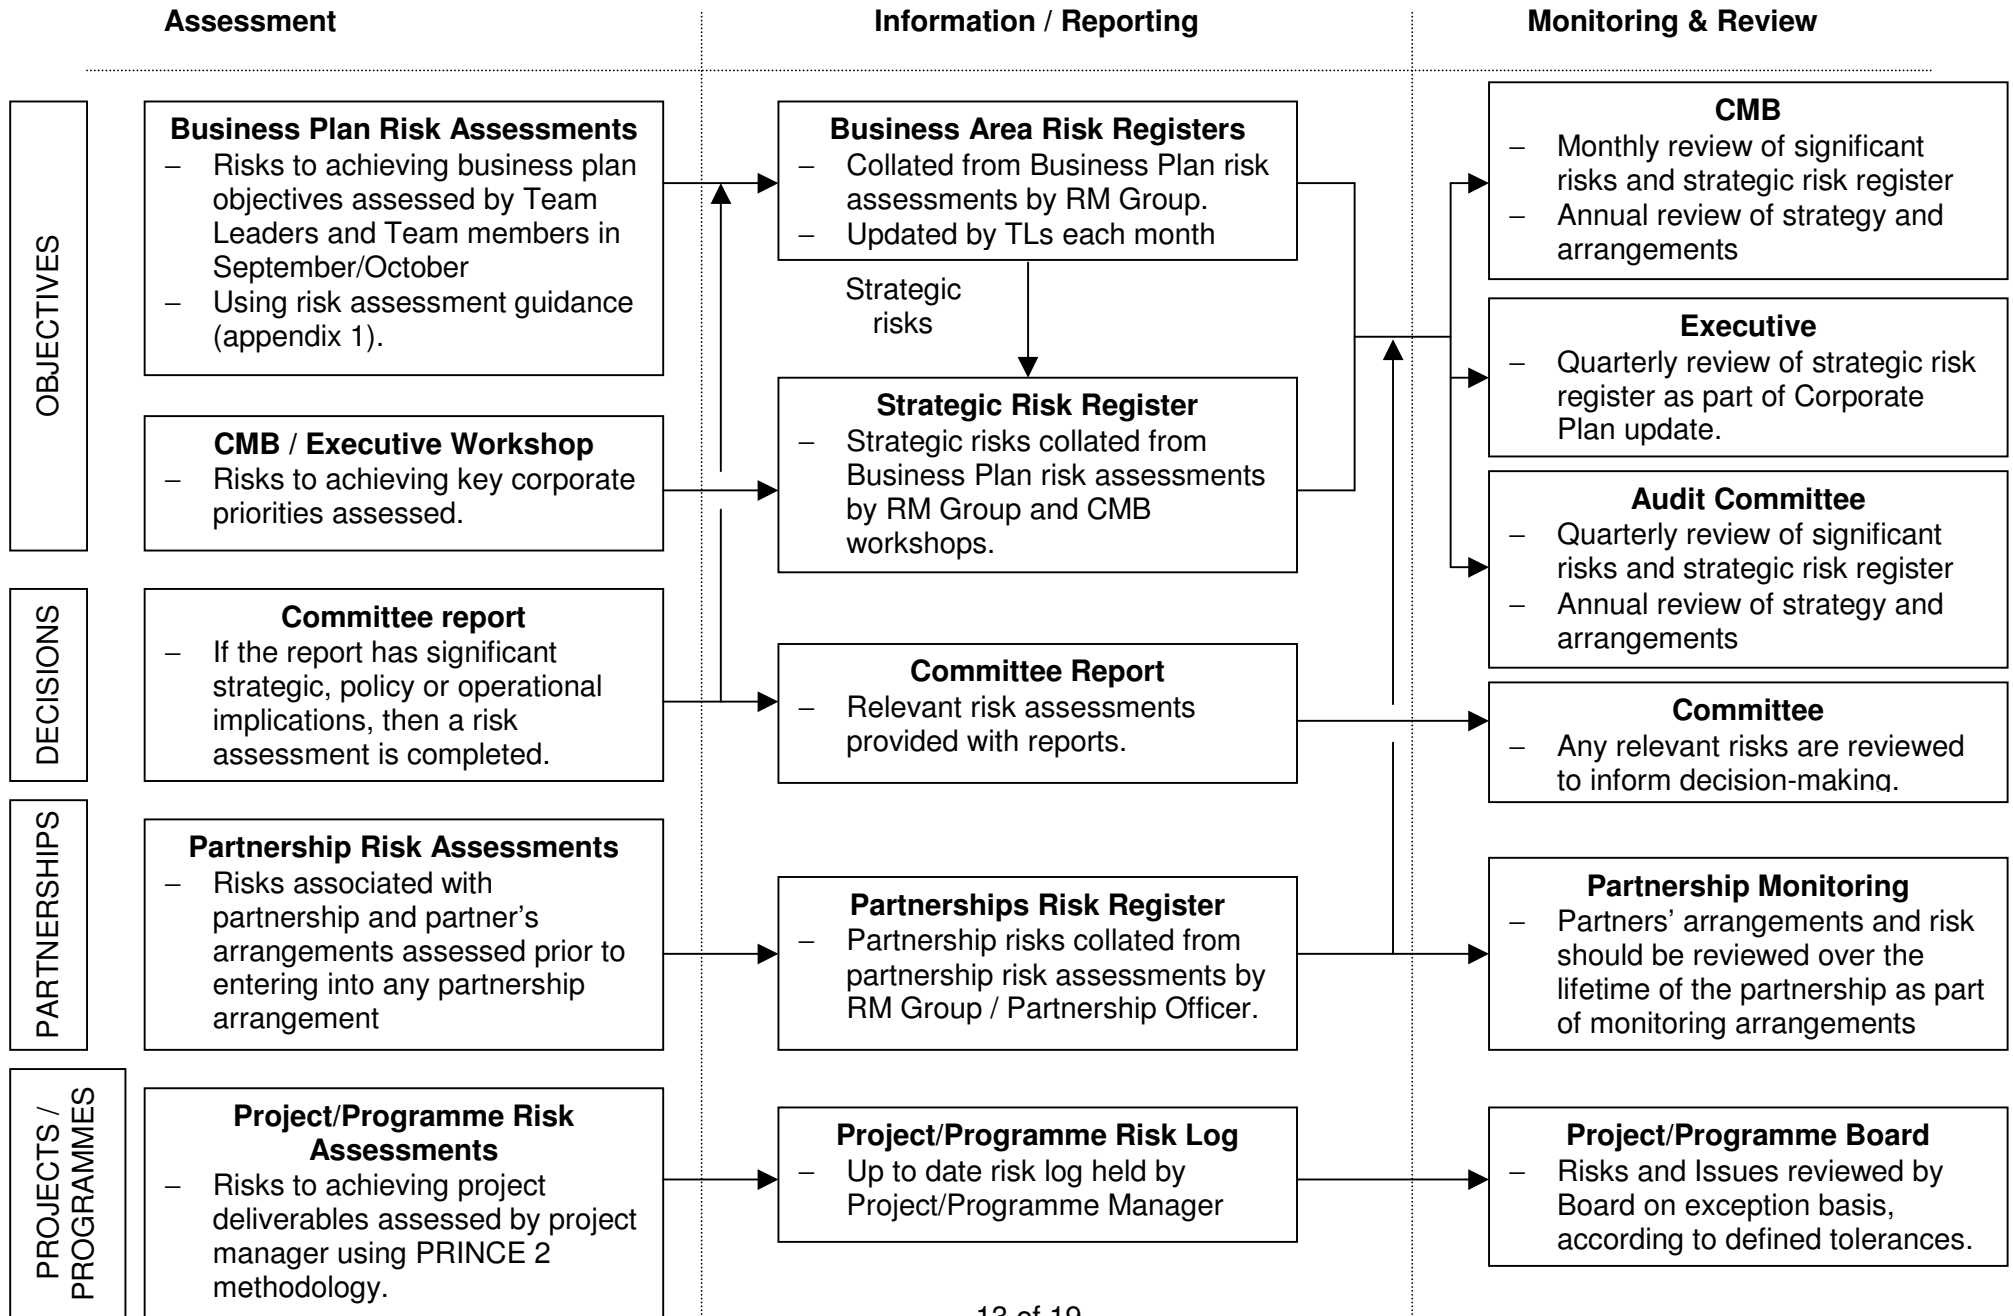 Assessment
Information / Reporting
Monitoring & Review
OBJECTIVES
Business Plan Risk Assessments
– Risks to achieving business plan
objectives assessed by Team
Leaders and Team members in
September/October
– Using risk assessment guidance
(appendix 1).
Business Area Risk Registers
– Collated from Business Plan risk
assessments by RM Group.
– Updated by TLs each month
Strategic
risks
CMB
– Monthly review of significant
risks and strategic risk register
– Annual review of strategy and
arrangements
Executive
– Quarterly review of strategic risk
register as part of Corporate
Plan update.
CMB / Executive Workshop
– Risks to achieving key corporate
priorities assessed.
Strategic Risk Register
– Strategic risks collated from
Business Plan risk assessments
by RM Group and CMB
workshops.
Audit Committee
– Quarterly review of significant
risks and strategic risk register
– Annual review of strategy and
arrangements
DECISIONS
Committee report
– If the report has significant
strategic, policy or operational
implications, then a risk
assessment is completed.
Committee Report
– Relevant risk assessments
provided with reports.
Committee
– Any relevant risks are reviewed
to inform decision-making.
PARTNERSHIPS
Partnership Risk Assessments
– Risks associated with
partnership and partner’s
arrangements assessed prior to
entering into any partnership
arrangement
Partnerships Risk Register
– Partnership risks collated from
partnership risk assessments by
RM Group / Partnership Officer.
Partnership Monitoring
– Partners’ arrangements and risk
should be reviewed over the
lifetime of the partnership as part
of monitoring arrangements
PROJECTS /
PROGRAMMES
Project/Programme Risk
Assessments
– Risks to achieving project
deliverables assessed by project
manager using PRINCE 2
methodology.
Project/Programme Risk Log
– Up to date risk log held by
Project/Programme Manager
Project/Programme Board
– Risks and Issues reviewed by
Board on exception basis,
according to defined tolerances.
13 of 19